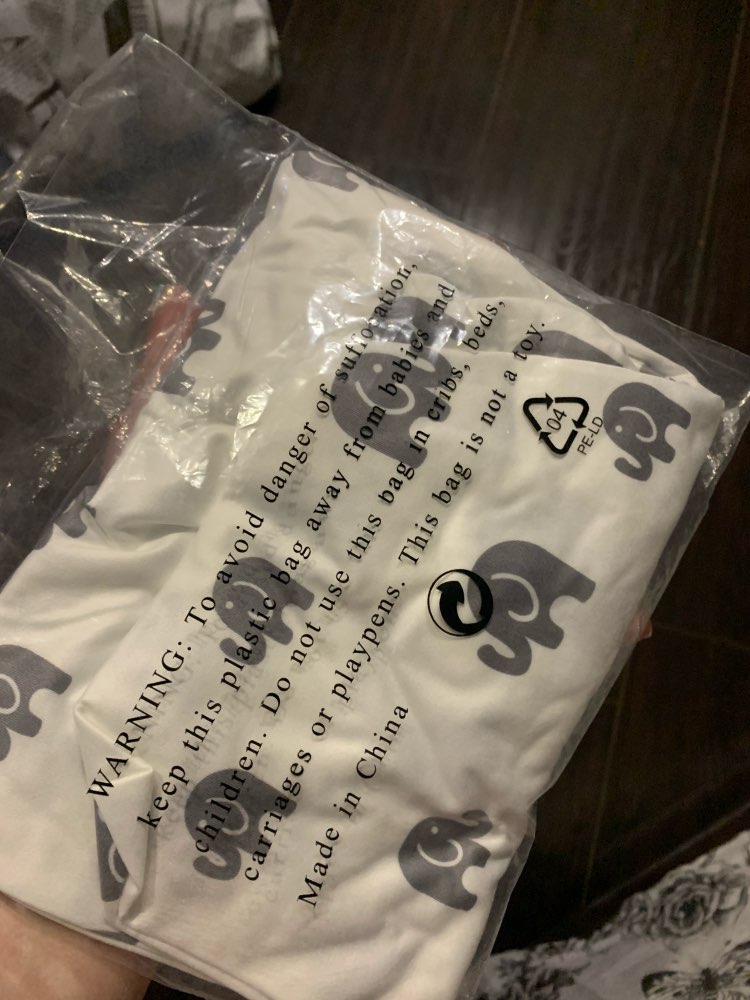 WARNING: To avoid danger of suffocation,
keep this plastic bag away from babies and
children. Do not use this bag in cribs, beds,
carriages or playpens. This bag is not a toy.
Made in China
04
PE-LD